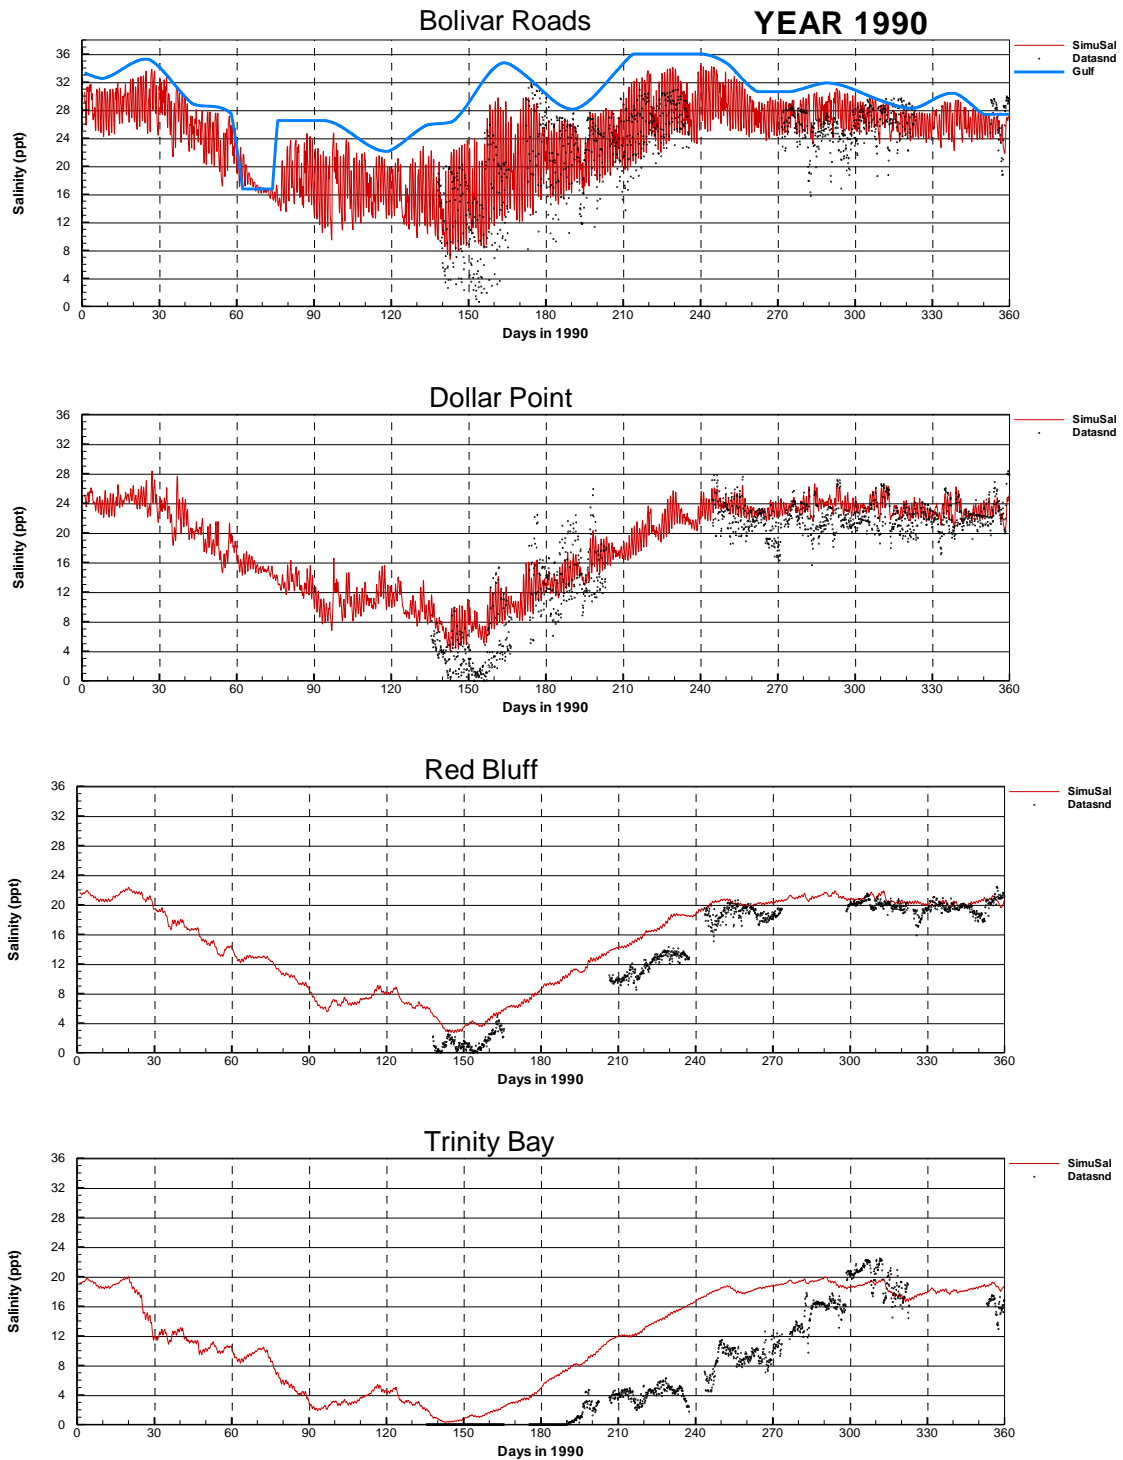 Bolivar Roads YEAR 1990
36
32
28
24
20
16
12
8
4
0
Salinity (ppt)
0 30 60 90 120 150 180 210 240 270 300 330 360
Days in 1990
SimuSal
Datasnd
Gulf
Dollar Point
36
32
28
24
20
16
12
8
4
0
Salinity (ppt)
0 30 60 90 120 150 180 210 240 270 300 330 360
Days in 1990
SimuSal
Datasnd
Red Bluff
36
32
28
24
20
16
12
8
4
0
Salinity (ppt)
0 30 60 90 120 150 180 210 240 270 300 330 360
Days in 1990
SimuSal
Datasnd
Trinity Bay
36
32
28
24
20
16
12
8
4
0
Salinity (ppt)
0 30 60 90 120 150 180 210 240 270 300 330 360
Days in 1990
SimuSal
Datasnd